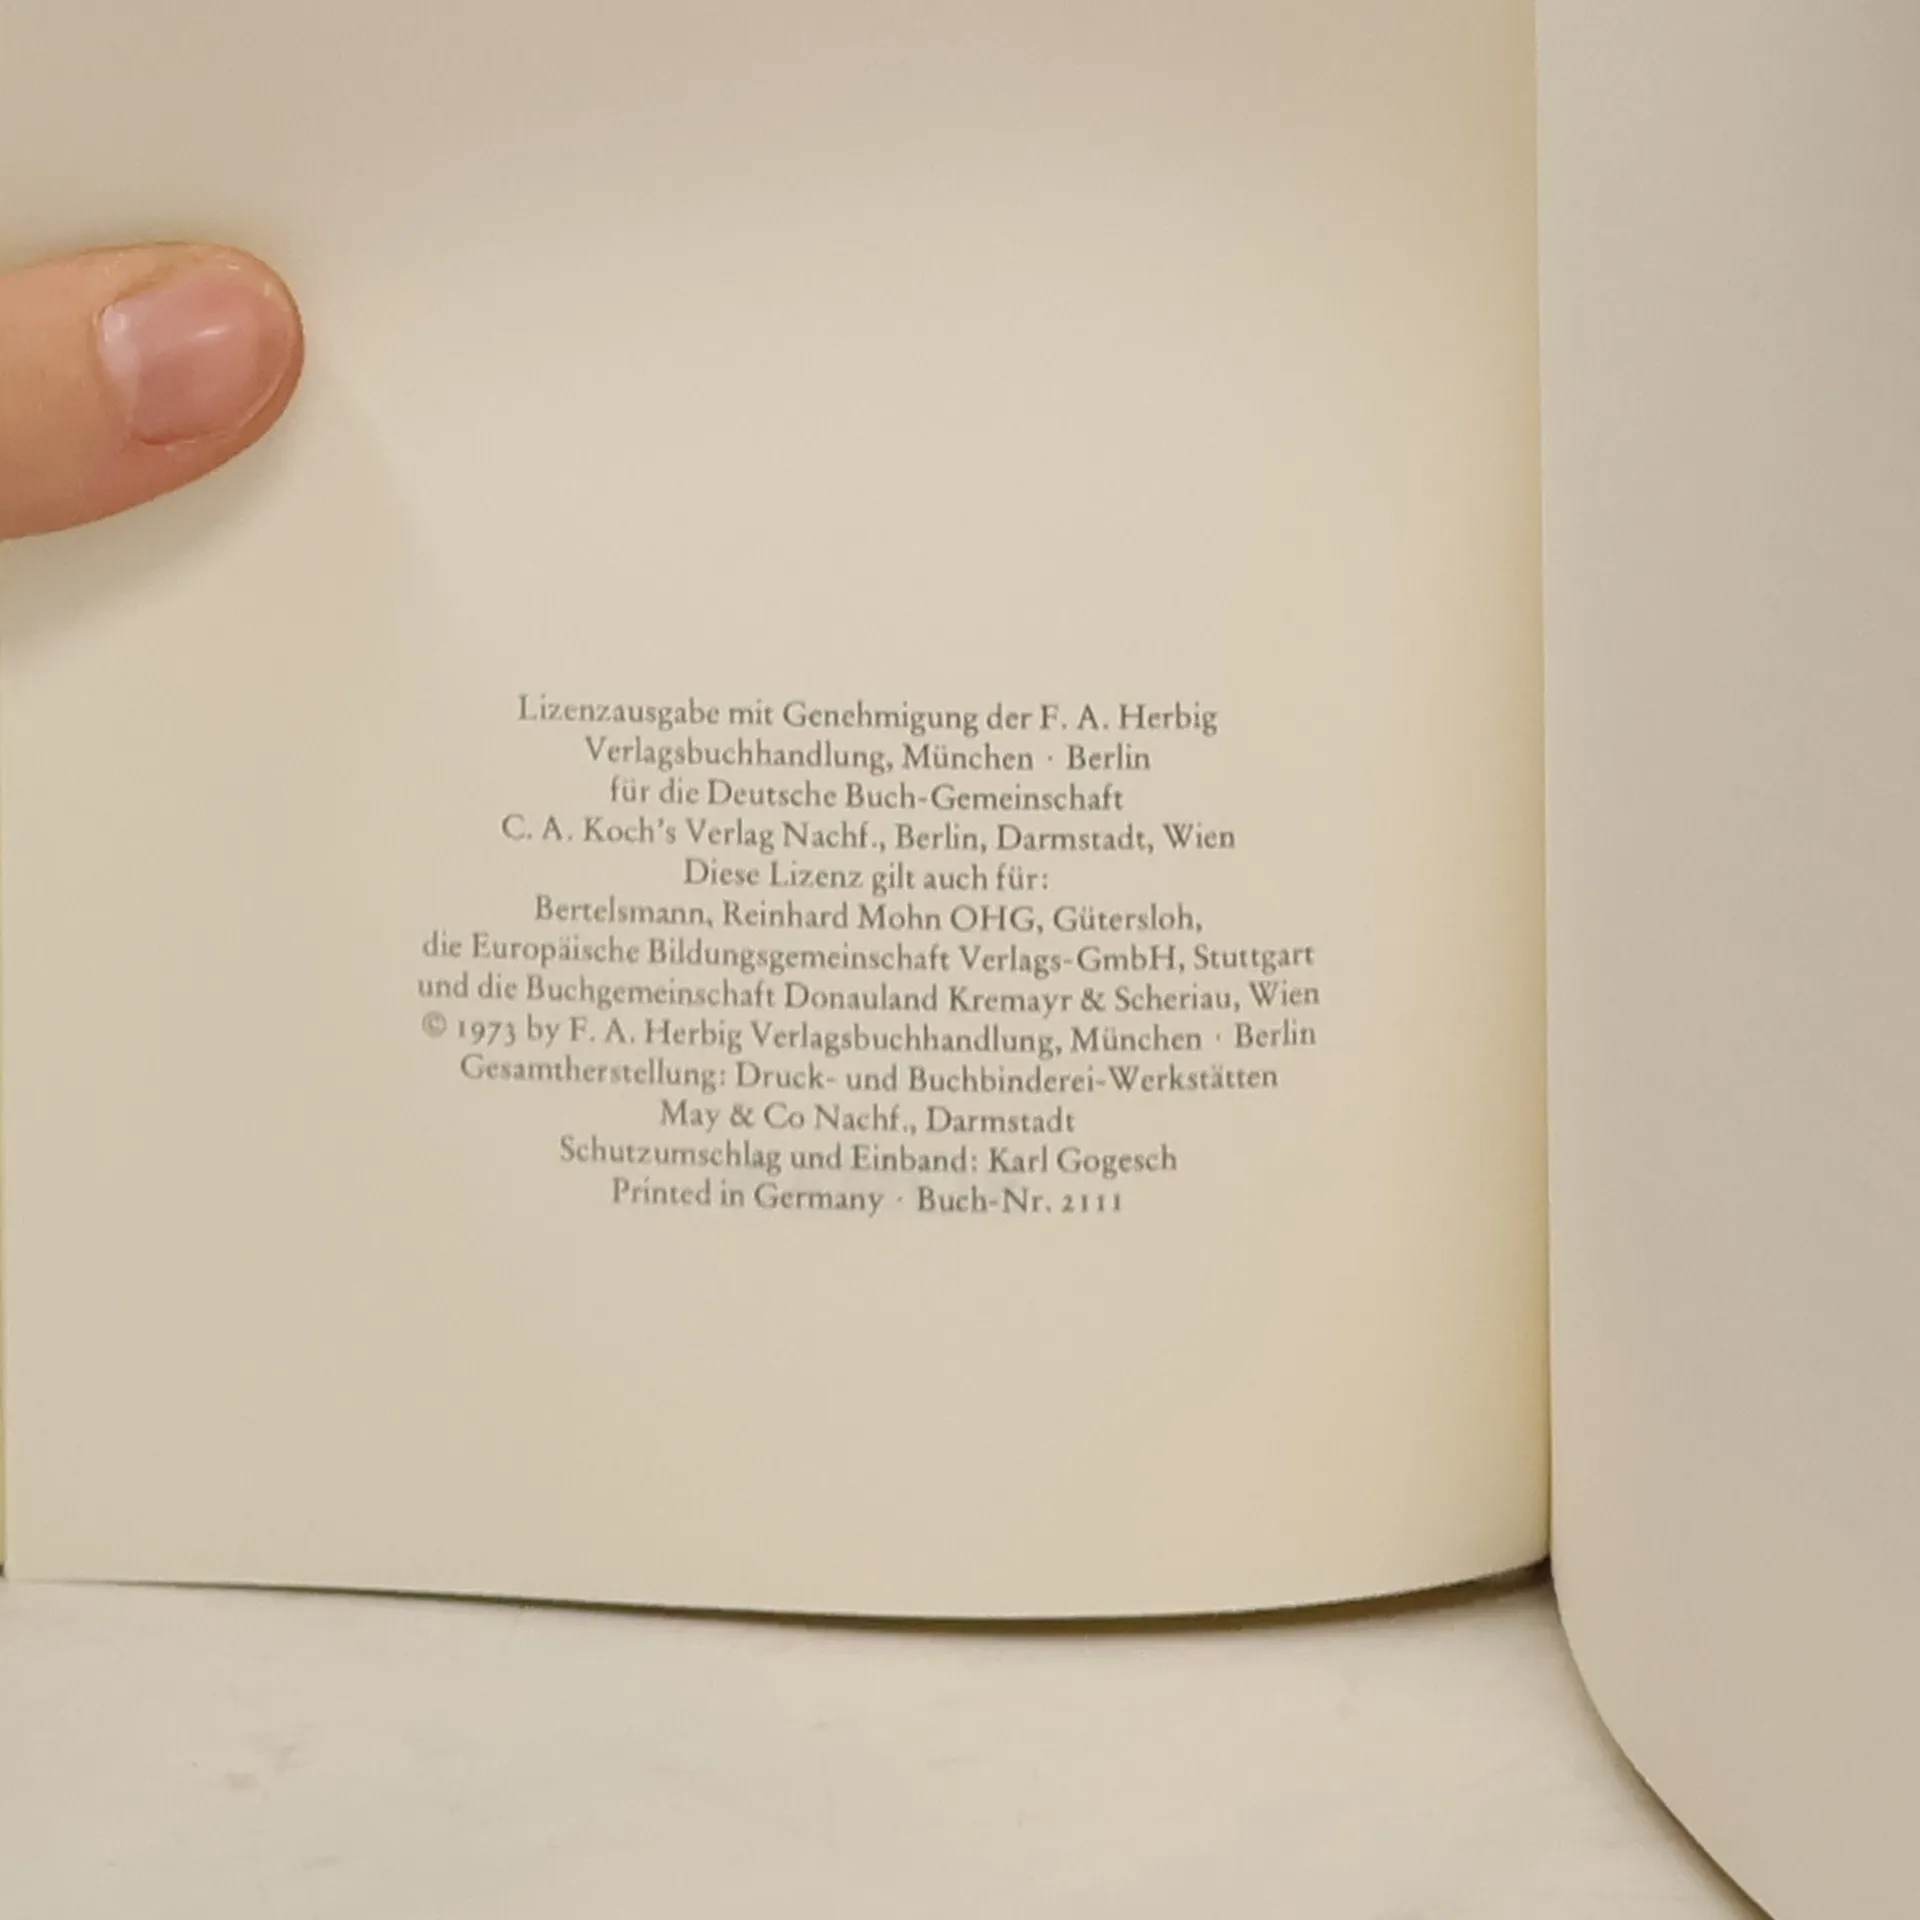 Lizenzausgabe mit Genehmigung der F. A. Herbig
Verlagsbuchhandlung, München · Berlin
für die Deutsche Buch-Gemeinschaft
C. A. Koch's Verlag Nachf., Berlin, Darmstadt, Wien
Diese Lizenz gilt auch für:
Bertelsmann, Reinhard Mohn OHG, Gütersloh,
die Europäische Bildungsgemeinschaft Verlags-GmbH, Stuttgart
und die Buchgemeinschaft Donauland Kremayr & Scheriau, Wien
© 1973 by F. A. Herbig Verlagsbuchhandlung, München · Berlin
Gesamtherstellung: Druck- und Buchbinderei-Werkstätten
May & Co Nachf., Darmstadt
Schutzumschlag und Einband: Karl Gogesch
Printed in Germany · Buch-Nr. 2111